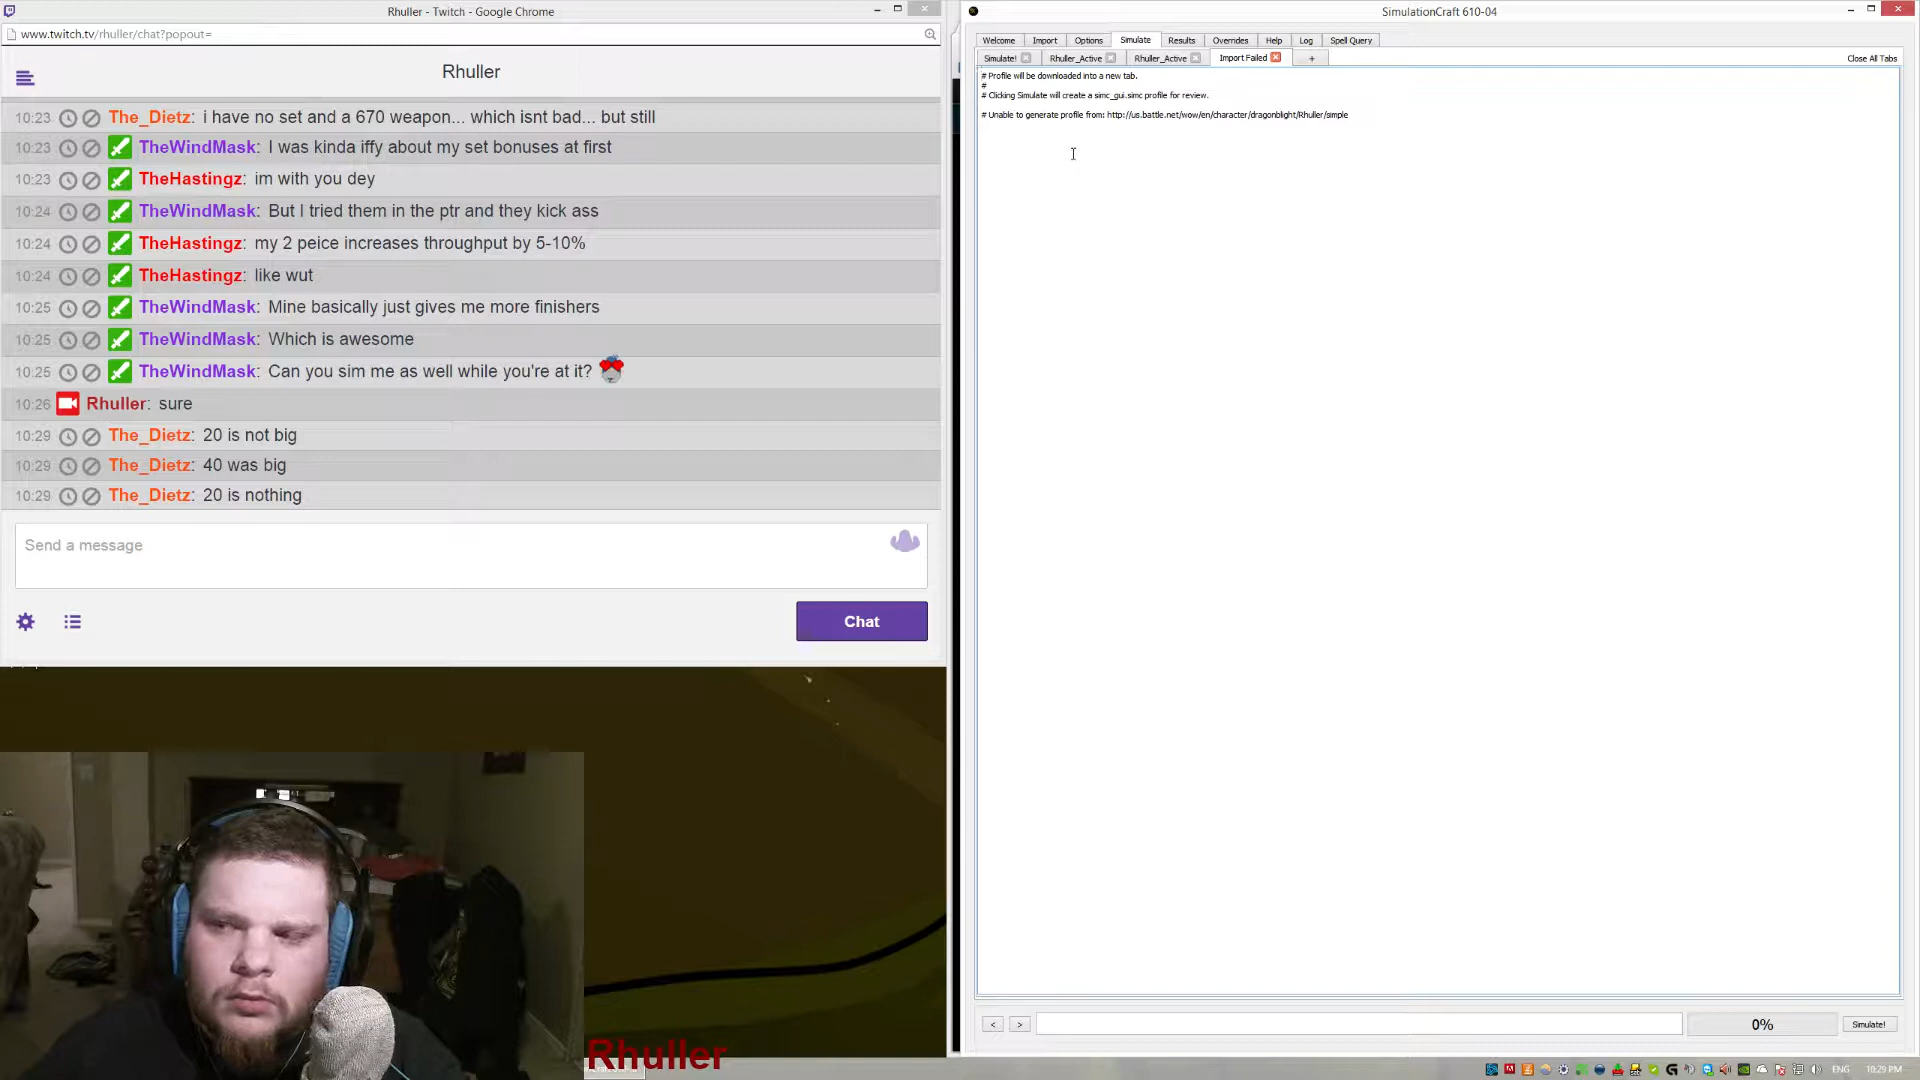 Rhuller - Twitch - Google Chrome
www.twitch.tv/rhuller/chat?popout=
Rhuller
10:23 The_Dietz: i have no set and a 670 weapon... which isnt bad... but still
10:23 TheWindMask: I was kinda iffy about my set bonuses at first
10:23 TheHastingz: im with you dey
10:24 TheWindMask: But I tried them in the ptr and they kick ass
10:24 TheHastingz: my 2 peice increases throughput by 5-10%
10:24 TheHastingz: like wut
10:25 TheWindMask: Mine basically just gives me more finishers
10:25 TheWindMask: Which is awesome
10:25 TheWindMask: Can you sim me as well while you're at it?
10:26 Rhuller: sure
10:29 The_Dietz: 20 is not big
10:29 The_Dietz: 40 was big
10:29 The_Dietz: 20 is nothing
Send a message
Chat
Rhuller
SimulationCraft 610-04
Welcome Import Options Simulate Results Overrides Help Log Spell Query
Simulate! Rhuller_Active Rhuller_Active Import Failed + Close All Tabs
# Profile will be downloaded into a new tab.
#
# Clicking Simulate will create a simc_gui.simc profile for review.
# Unable to generate profile from: http://us.battle.net/wow/en/character/dragonblight/Rhuller/simple
< > 0% Simulate!
ENG 10:29 PM